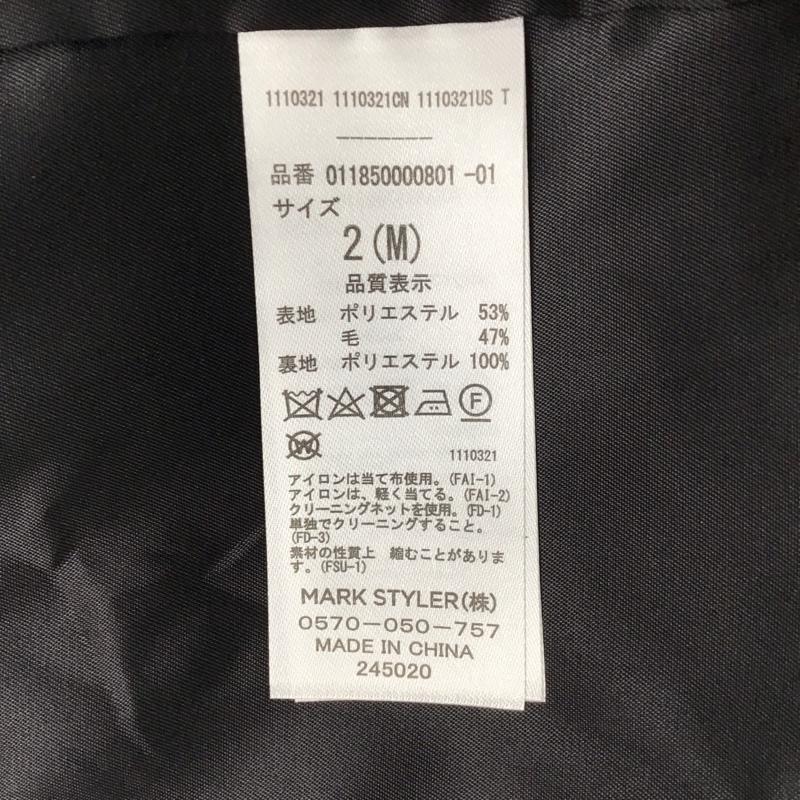 1110321 1110321CN 1110321US T
-------
品番 011850000801 -01
サイズ
2(M)
品質表示
表地 ポリエステル 53%
毛 47%
裏地 ポリエステル 100%
F
W
1110321
アイロンは当て布使用。(FAI-1)
アイロンは、軽く当てる。(FAI-2)
クリーニングネットを使用。(FD-1)
単独でクリーニングすること。
(FD-3)
素材の性質上 縮むことがありま
す。(FSU-1)
MARK STYLER(株)
0570-050-757
MADE IN CHINA
245020